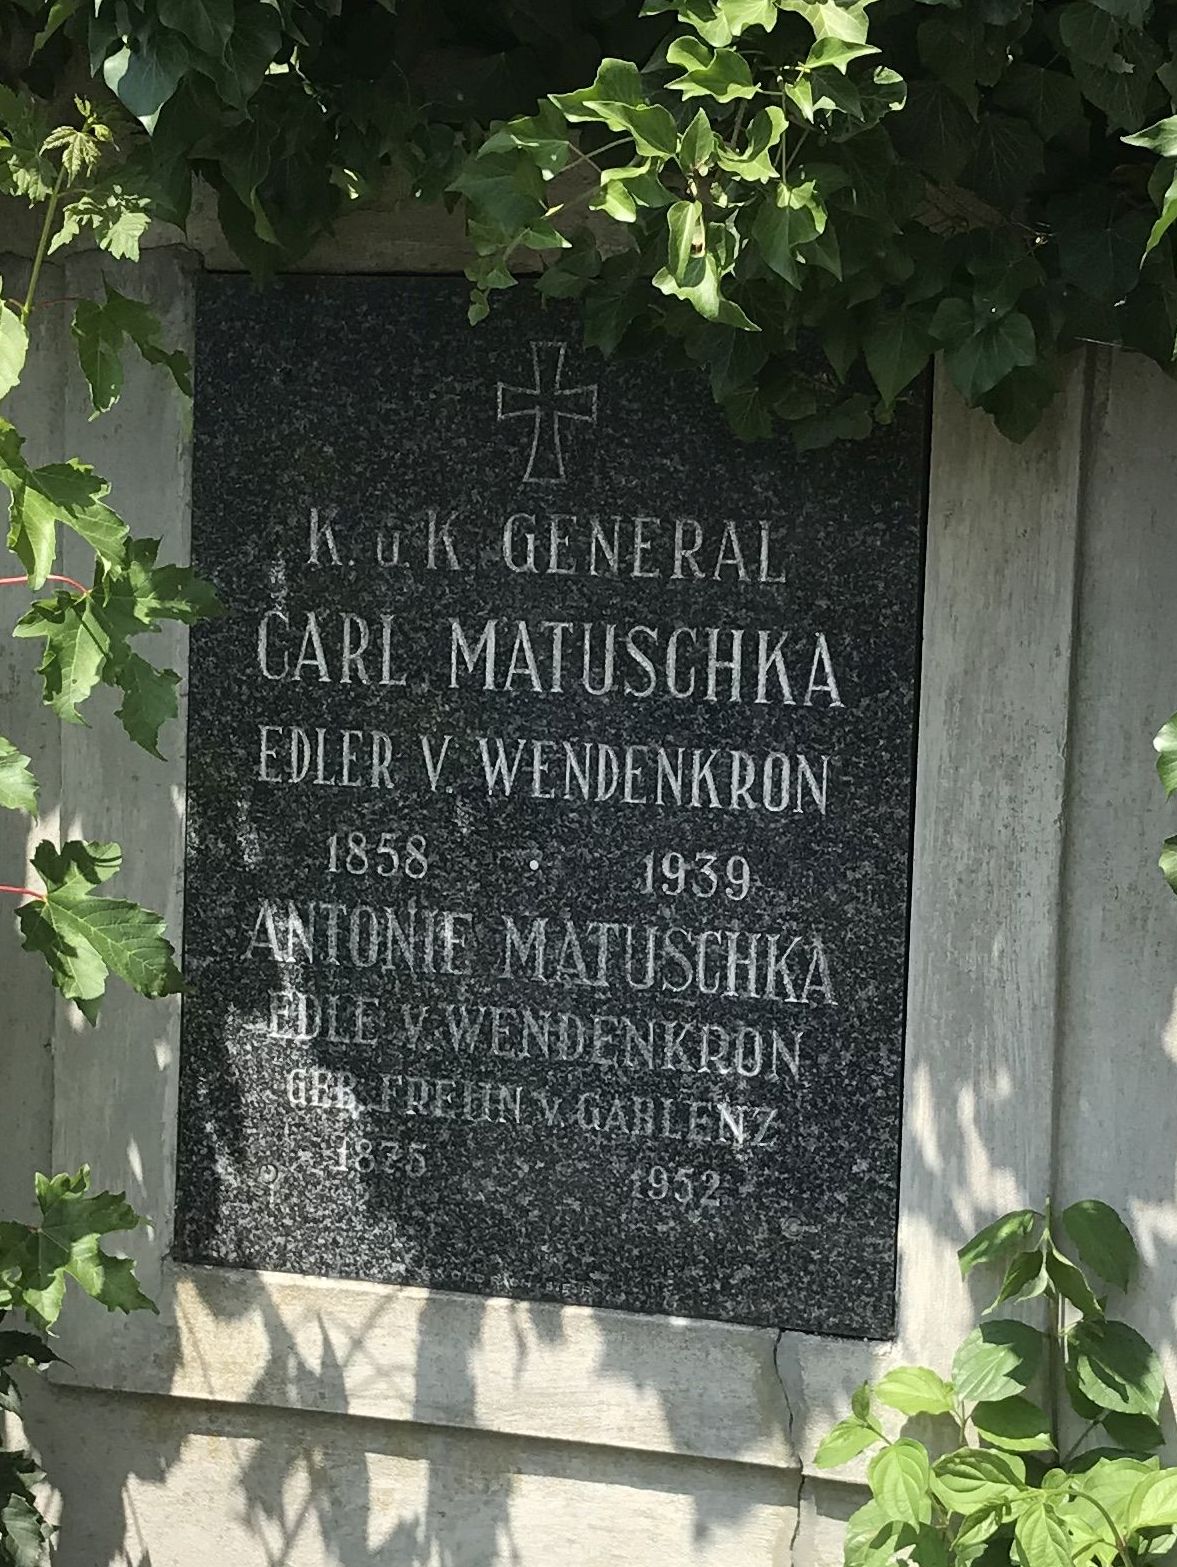 K. u. K. GENERAL
CARL MATUSCHKA
EDLER V. WENDENKRON
1858 · 1939
ANTONIE MATUSCHKA
EDLE V. WENDENKRON
GEB. FREIIN V. GABLENZ
1875 1952